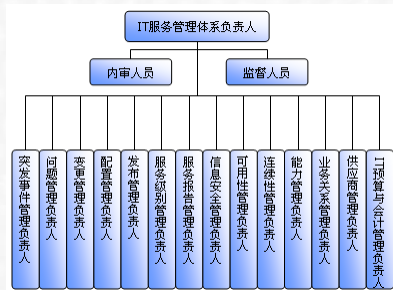 IT服务管理体系负责人
内审人员
监督人员
突发事件管理负责人
问题管理负责人
变更管理负责人
配置管理负责人
发布管理负责人
服务级别管理负责人
服务报告管理负责人
信息安全管理负责人
可用性管理负责人
连续性管理负责人
能力管理负责人
业务关系管理负责人
供应商管理负责人
IT预算与会计管理负责人